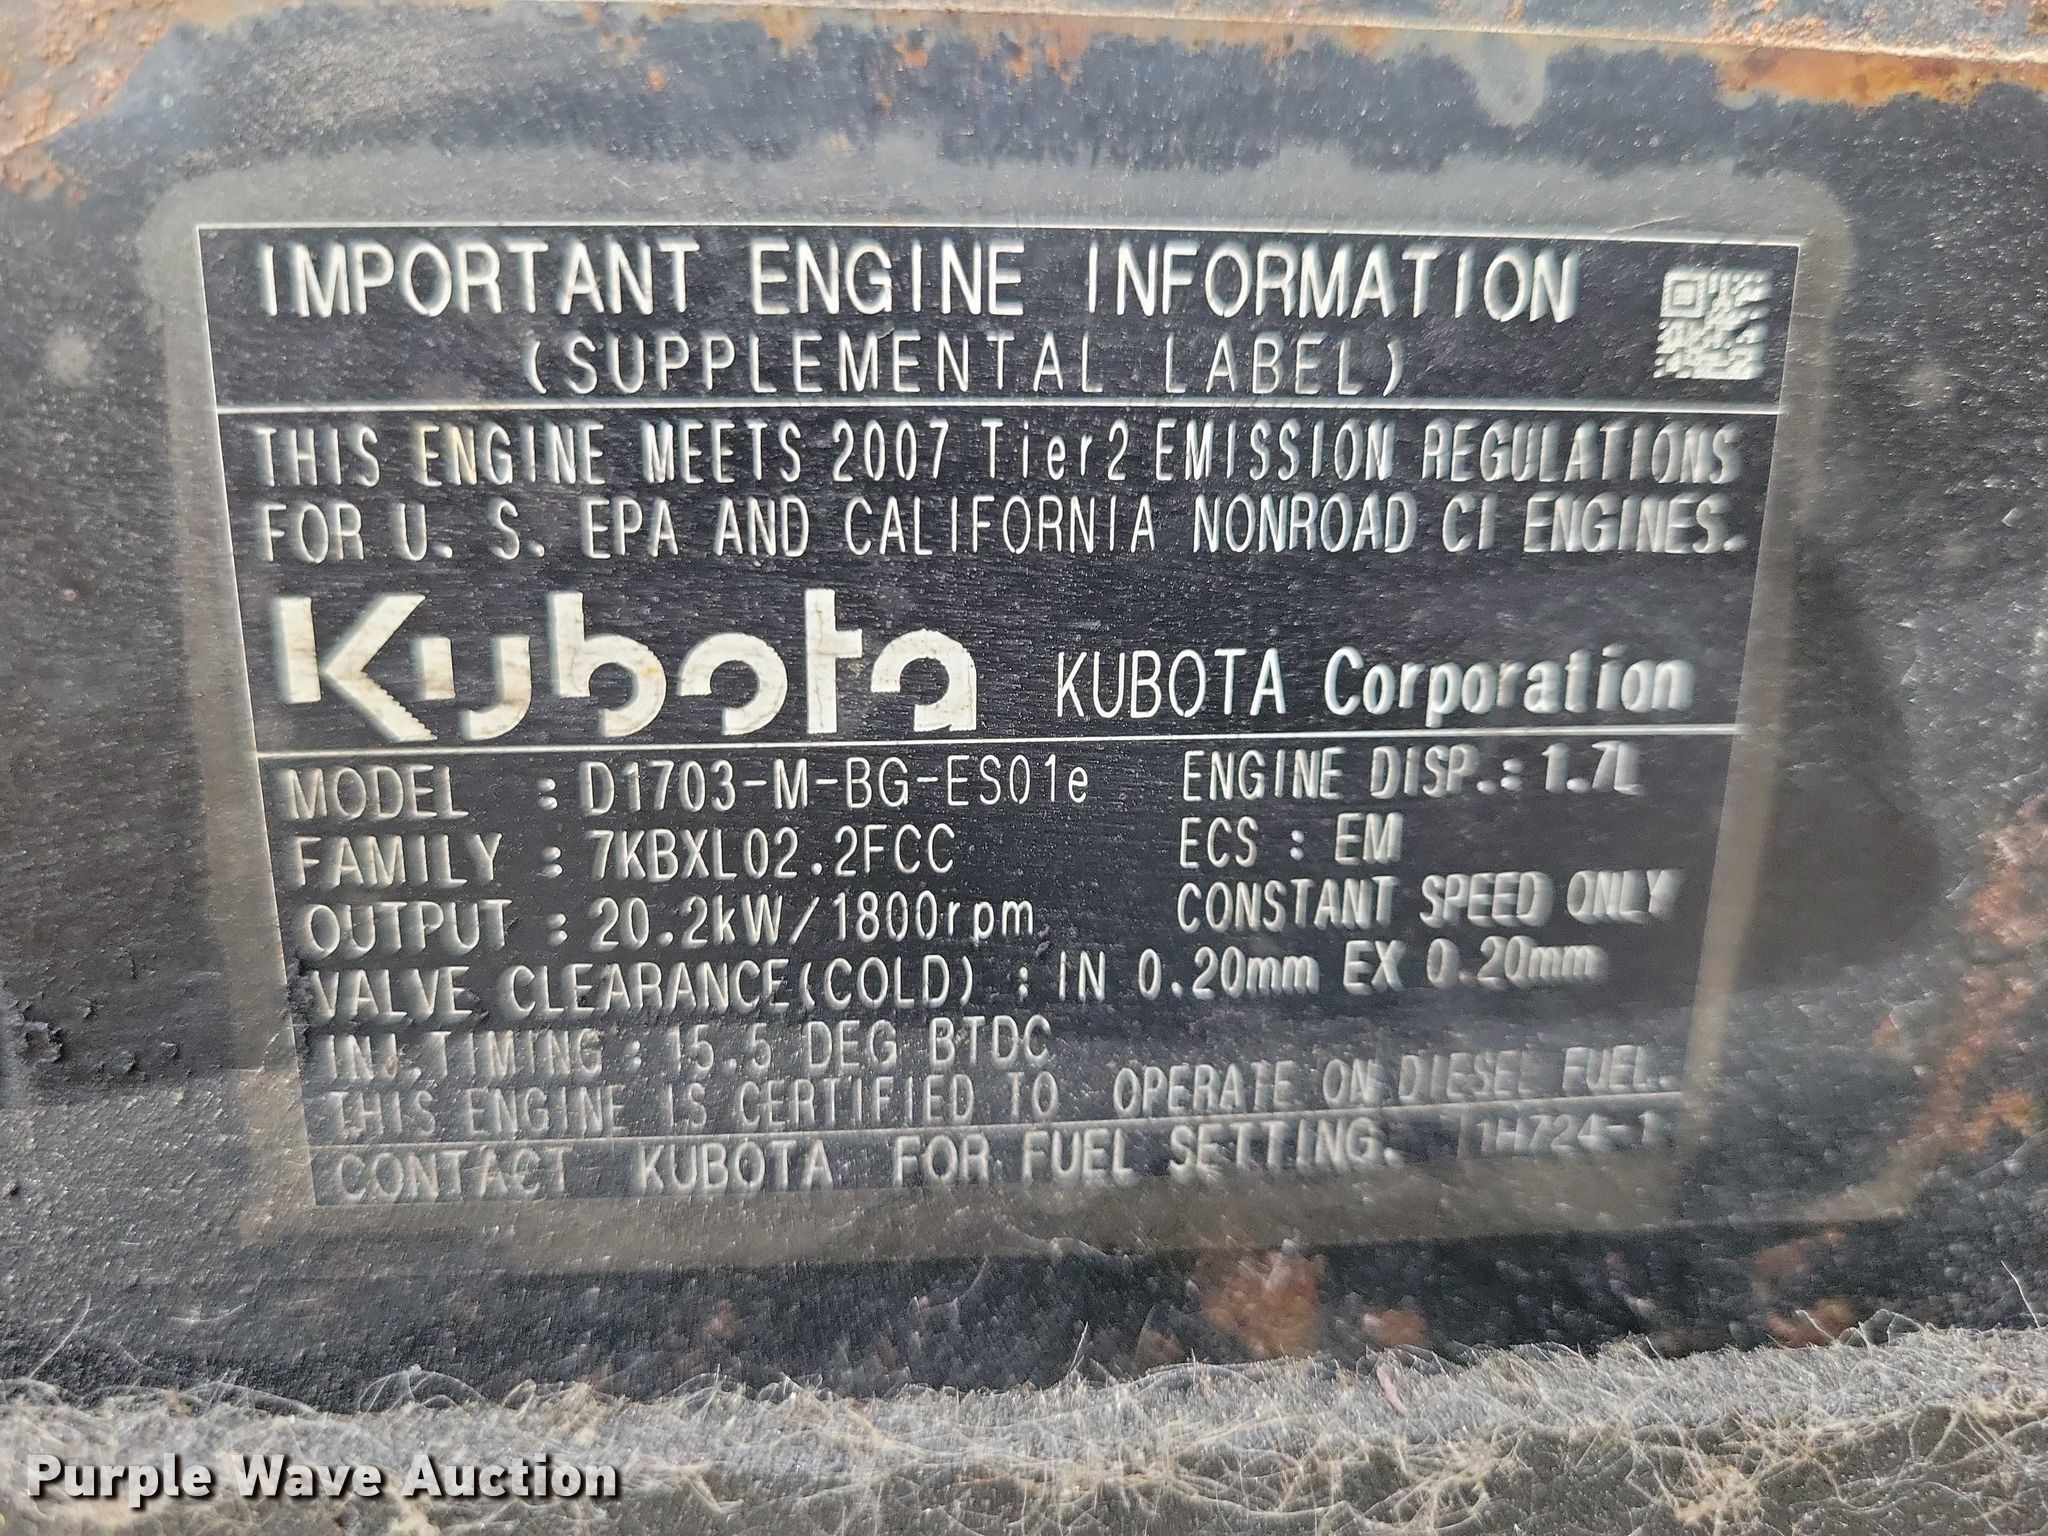 IMPORTANT ENGINE INFORMATION
(SUPPLEMENTAL LABEL)
THIS ENGINE MEETS 2007 Tier2 EMISSION REGULATIONS
FOR U. S. EPA AND CALIFORNIA NONROAD CI ENGINES.
Kubota KUBOTA Corporation
MODEL : D1703-M-BG-ES01e ENGINE DISP.: 1.7L
FAMILY : 7KBXL02.2FCC ECS : EM
OUTPUT : 20.2kW/1800rpm CONSTANT SPEED ONLY
VALVE CLEARANCE(COLD) : IN 0.20mm EX 0.20mm
INJ.TIMING : 15.5 DEG BTDC
THIS ENGINE IS CERTIFIED TO OPERATE ON DIESEL FUEL.
CONTACT KUBOTA FOR FUEL SETTING. 1H724-1
Purple Wave Auction